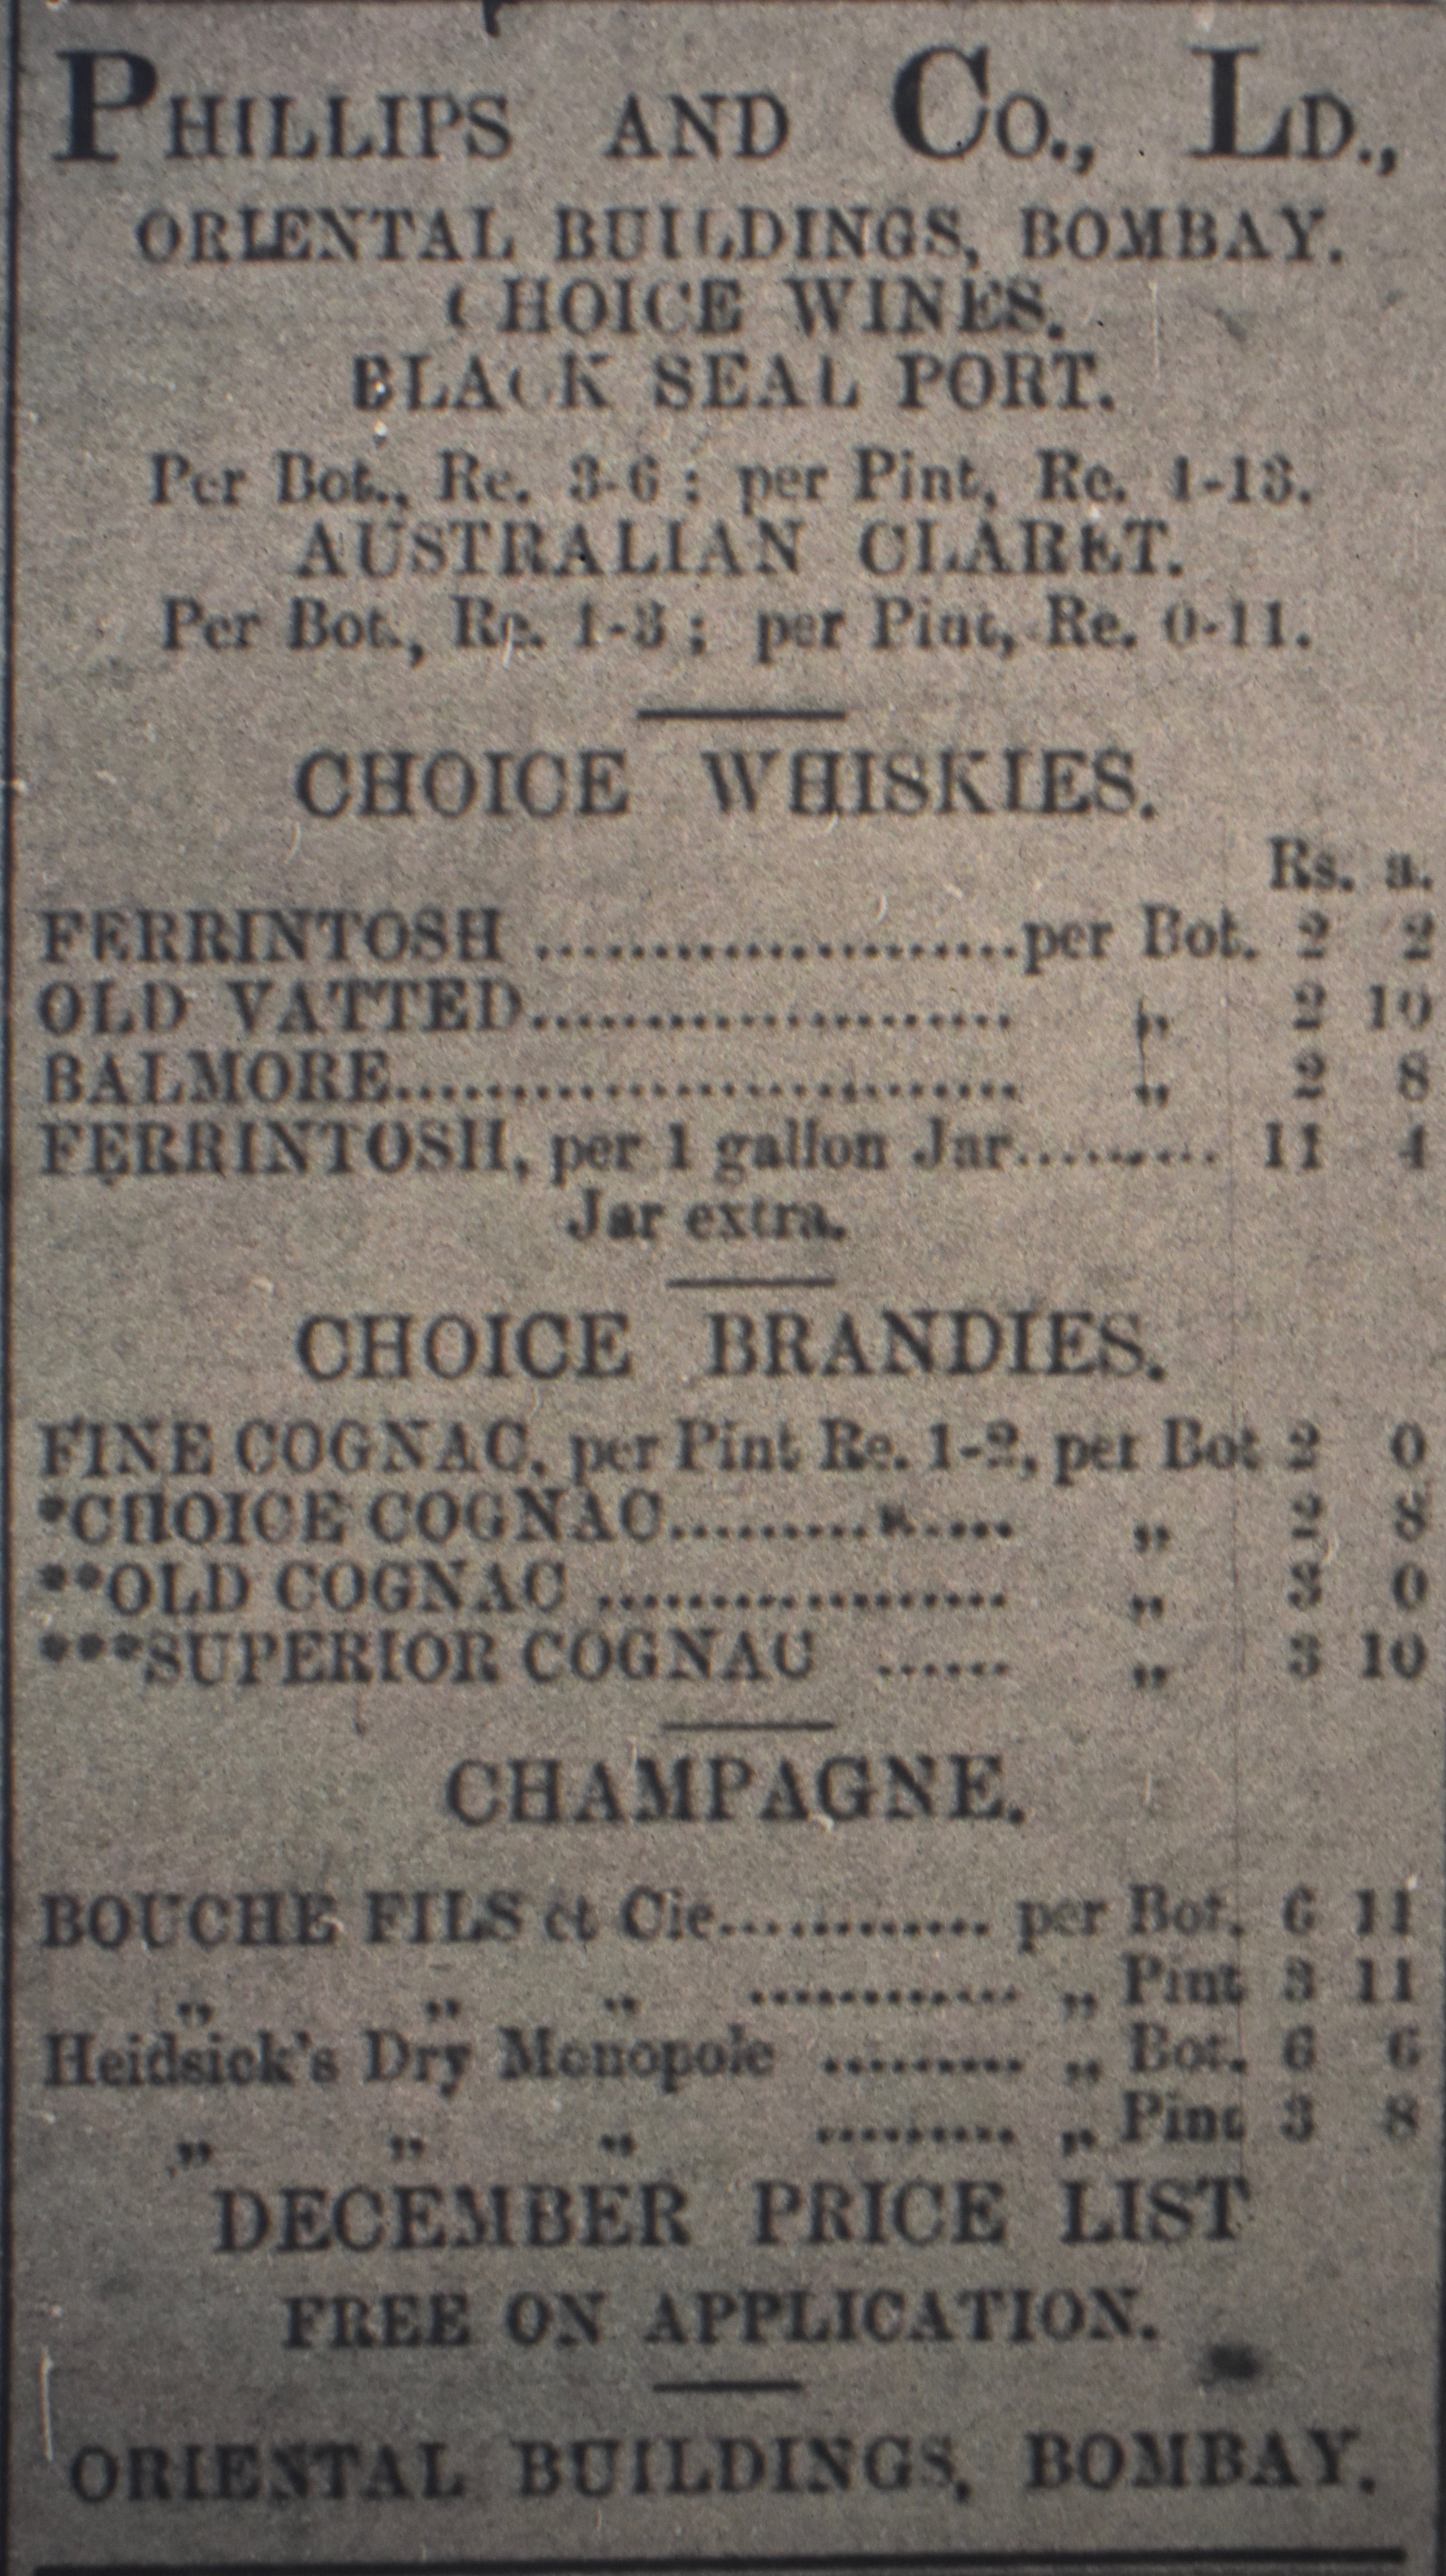 PHILLIPS AND CO., LD.,
ORIENTAL BUILDINGS, BOMBAY.
CHOICE WINES.
BLACK SEAL PORT.
Per Bot., Re. 3-6 ; per Pint, Re. 1-13.
AUSTRALIAN CLARET.
Per Bot., Re. 1-3 ; per Pint, Re. 0-11.
CHOICE WHISKIES.
Rs. a.
FERRINTOSH ......................per Bot. 2 2
OLD VATTED...................... „ 2 10
BALMORE............................ „ 2 8
FERRINTOSH, per 1 gallon Jar......... 11 4
Jar extra.
CHOICE BRANDIES.
FINE COGNAC, per Pint Re. 1-2, per Bot 2 0
*CHOICE COGNAC............... „ 2 8
**OLD COGNAC .................. „ 3 0
***SUPERIOR COGNAC ...... „ 3 10
CHAMPAGNE.
BOUCHE FILS et Cie............ per Bot. 6 11
„ „ „ ............ „ Pint 3 11
Heidsick's Dry Monopole ......... „ Bot. 6 6
„ „ „ ......... „ Pint 3 8
DECEMBER PRICE LIST
FREE ON APPLICATION.
ORIENTAL BUILDINGS, BOMBAY.